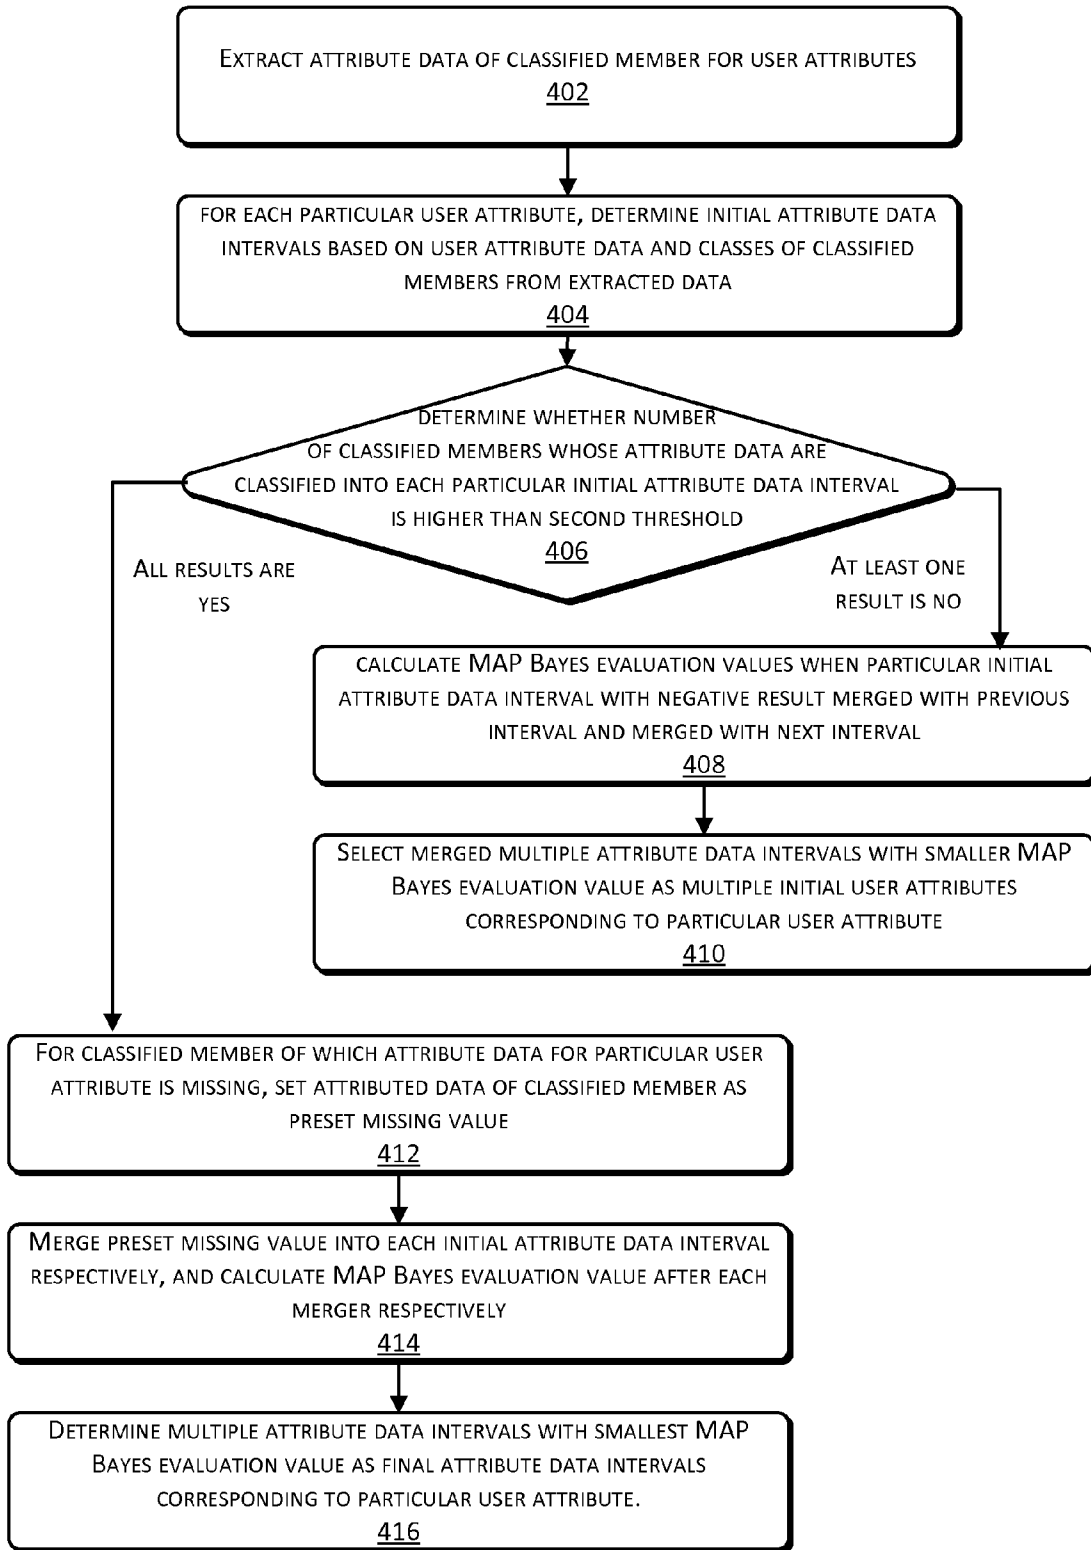 EXTRACT ATTRIBUTE DATA OF CLASSIFIED MEMBER FOR USER ATTRIBUTES
402
FOR EACH PARTICULAR USER ATTRIBUTE, DETERMINE INITIAL ATTRIBUTE DATA
INTERVALS BASED ON USER ATTRIBUTE DATA AND CLASSES OF CLASSIFIED
MEMBERS FROM EXTRACTED DATA
404
DETERMINE WHETHER NUMBER
OF CLASSIFIED MEMBERS WHOSE ATTRIBUTE DATA ARE
CLASSIFIED INTO EACH PARTICULAR INITIAL ATTRIBUTE DATA INTERVAL
IS HIGHER THAN SECOND THRESHOLD
406
ALL RESULTS ARE
YES
AT LEAST ONE
RESULT IS NO
CALCULATE MAP BAYES EVALUATION VALUES WHEN PARTICULAR INITIAL
ATTRIBUTE DATA INTERVAL WITH NEGATIVE RESULT MERGED WITH PREVIOUS
INTERVAL AND MERGED WITH NEXT INTERVAL
408
SELECT MERGED MULTIPLE ATTRIBUTE DATA INTERVALS WITH SMALLER MAP
BAYES EVALUATION VALUE AS MULTIPLE INITIAL USER ATTRIBUTES
CORRESPONDING TO PARTICULAR USER ATTRIBUTE
410
FOR CLASSIFIED MEMBER OF WHICH ATTRIBUTE DATA FOR PARTICULAR USER
ATTRIBUTE IS MISSING, SET ATTRIBUTED DATA OF CLASSIFIED MEMBER AS
PRESET MISSING VALUE
412
MERGE PRESET MISSING VALUE INTO EACH INITIAL ATTRIBUTE DATA INTERVAL
RESPECTIVELY, AND CALCULATE MAP BAYES EVALUATION VALUE AFTER EACH
MERGER RESPECTIVELY
414
DETERMINE MULTIPLE ATTRIBUTE DATA INTERVALS WITH SMALLEST MAP
BAYES EVALUATION VALUE AS FINAL ATTRIBUTE DATA INTERVALS
CORRESPONDING TO PARTICULAR USER ATTRIBUTE.
416